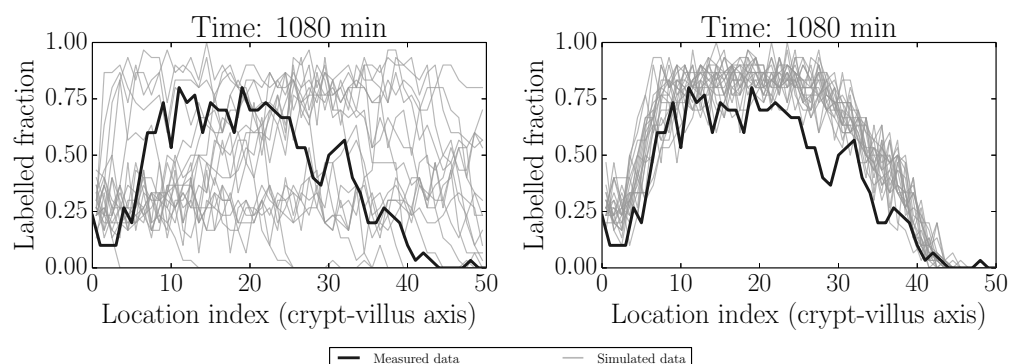 Time: 1080 min
Labelled fraction
1.00
0.75
0.50
0.25
0.00
0 10 20 30 40 50
Location index (crypt-villus axis)
Time: 1080 min
Labelled fraction
1.00
0.75
0.50
0.25
0.00
0 10 20 30 40 50
Location index (crypt-villus axis)
Measured data Simulated data